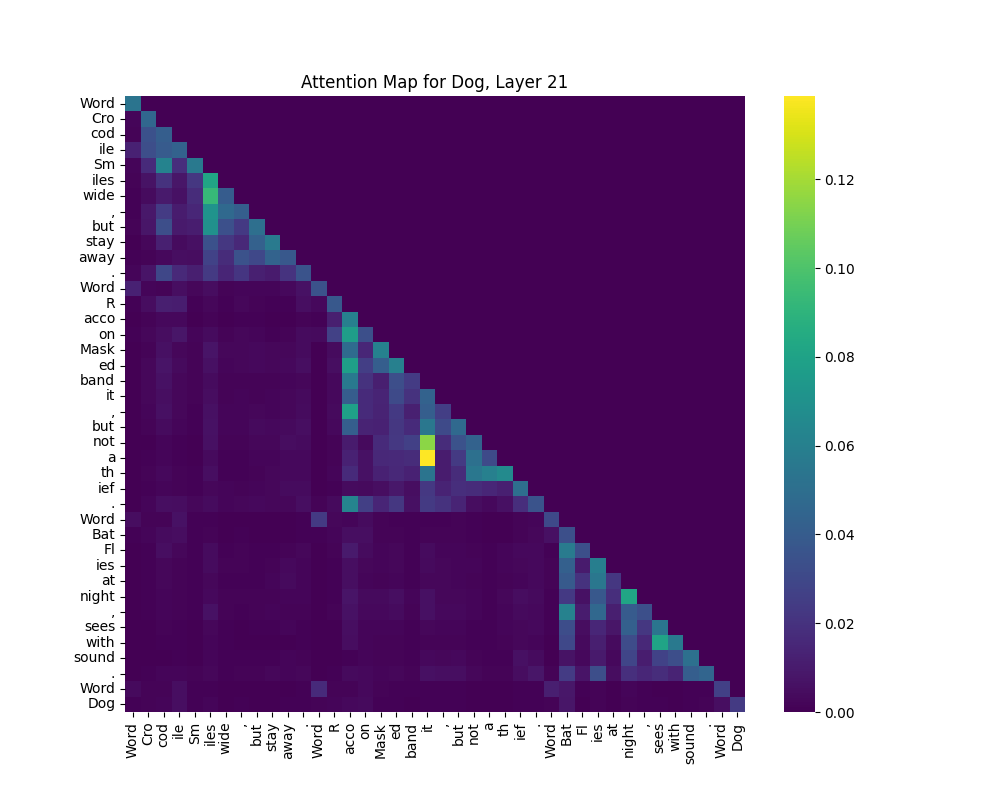 Attention Map for Dog, Layer 21
Word
Cro
cod
ile
Sm
iles
wide
,
but
stay
away
.
Word
R
acco
on
Mask
ed
band
it
,
but
not
a
th
ief
.
Word
Bat
Fl
ies
at
night
,
sees
with
sound
.
Word
Dog
Word Cro cod ile Sm iles wide , but stay away . Word R acco on Mask ed band it , but not a th ief . Word Bat Fl ies at night , sees with sound . Word Dog
0.12
0.10
0.08
0.06
0.04
0.02
0.00